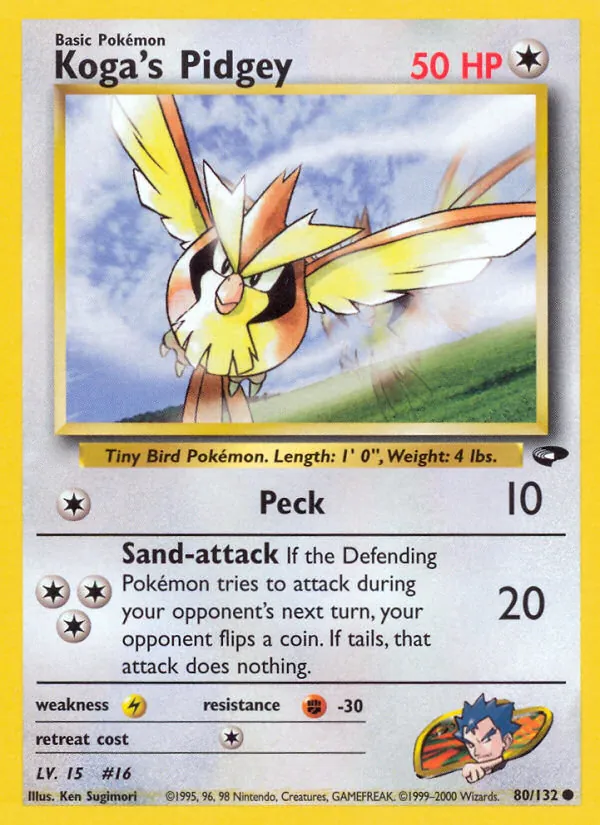 Basic Pokémon
Koga's Pidgey 50 HP
Tiny Bird Pokémon. Length: 1' 0", Weight: 4 lbs.
Peck 10
Sand-attack If the Defending
Pokémon tries to attack during
your opponent's next turn, your
opponent flips a coin. If tails, that
attack does nothing.
20
weakness resistance -30
retreat cost
LV. 15 #16
Illus. Ken Sugimori ©1995, 96, 98 Nintendo, Creatures, GAMEFREAK. ©1999-2000 Wizards. 80/132